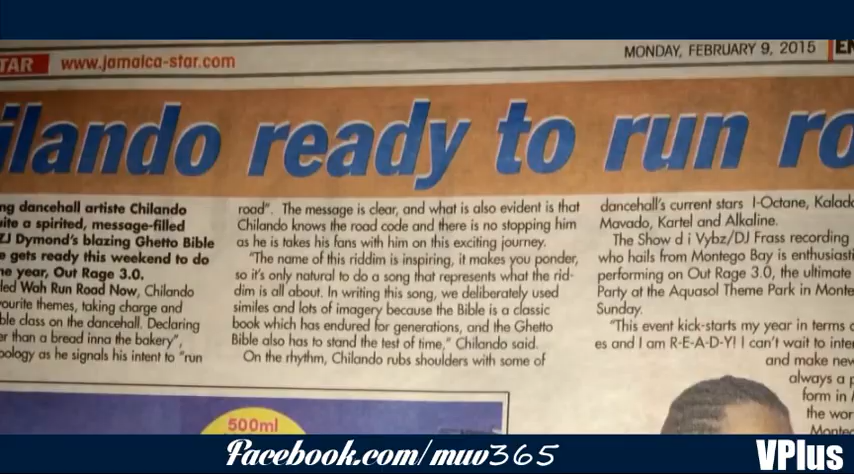 STAR www.jamaica-star.com
MONDAY, FEBRUARY 9, 2015
ilando ready to run ro
ng dancehall artiste Chilando
ite a spirited, message-filled
ZJ Dymond's blazing Ghetto Bible
e gets ready this weekend to do
he year, Out Rage 3.0.
led Wah Run Road Now, Chilando
vourite themes, taking charge and
ble class on the dancehall. Declaring
er than a bread inna the bakery",
pology as he signals his intent to "run
road". The message is clear, and what is also evident is that
Chilando knows the road code and there is no stopping him
as he is takes his fans with him on this exciting journey.
"The name of this riddim is inspiring, it makes you ponder,
so it's only natural to do a song that represents what the rid-
dim is all about. In writing this song, we deliberately used
similes and lots of imagery because the Bible is a classic
book which has endured for generations, and the Ghetto
Bible also has to stand the test of time," Chilando said.
On the rhythm, Chilando rubs shoulders with some of
dancehall's current stars I-Octane, Kalado
Mavado, Kartel and Alkaline.
The Show d i Vybz/DJ Frass recording
who hails from Montego Bay is enthusiasti
performing on Out Rage 3.0, the ultimate
Party at the Aquasol Theme Park in Monte
Sunday.
"This event kick-starts my year in terms o
es and I am R-E-A-D-Y! I can't wait to inter
and make new
always a p
form in
the wor
Monteg
500ml
Facebook.com/muv365
VPlus